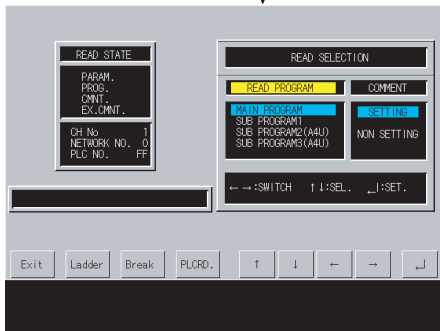 READ STATE
PARAM.
PROG.
CMNT.
EX.CMNT.
CH No 1
NETWORK NO. 0
PLC NO. FF
READ SELECTION
READ PROGRAM
COMMENT
MAIN PROGRAM
SUB PROGRAM1
SUB PROGRAM2(A4U)
SUB PROGRAM3(A4U)
SETTING
NON SETTING
←→:SWITCH ↑↓:SEL. ↵:SET.
Exit Ladder Break PLCRD. ↑ ↓ ← → ↵